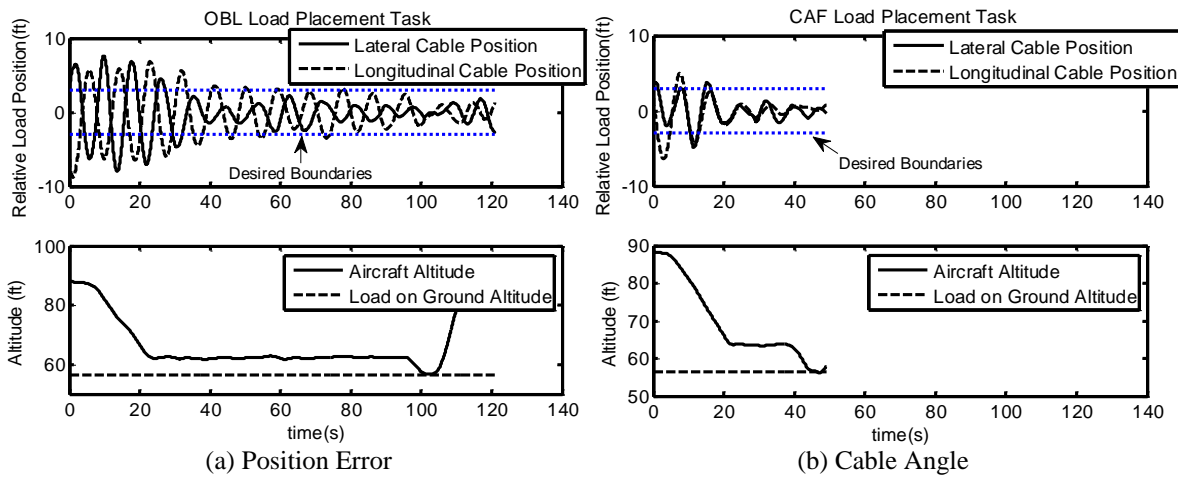 OBL Load Placement Task
Relative Load Position(ft)
10
0
-10
Lateral Cable Position
Longitudinal Cable Position
Desired Boundaries
0 20 40 60 80 100 120 140
CAF Load Placement Task
Relative Load Position(ft)
10
0
-10
Lateral Cable Position
Longitudinal Cable Position
Desired Boundaries
0 20 40 60 80 100 120 140
Altitude (ft)
100
80
60
Aircraft Altitude
Load on Ground Altitude
0 20 40 60 80 100 120 140
time(s)
(a) Position Error
Altitude (ft)
90
80
70
60
50
Aircraft Altitude
Load on Ground Altitude
0 20 40 60 80 100 120 140
time(s)
(b) Cable Angle